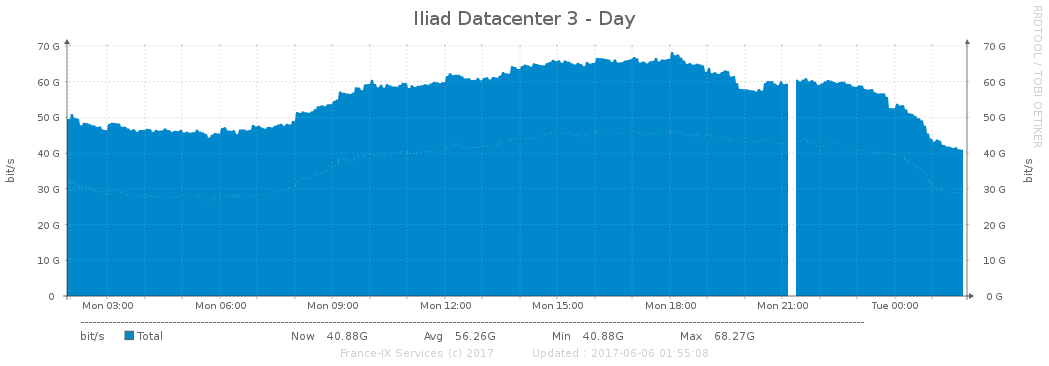 Iliad Datacenter 3 - Day
RRDTOOL / TOBI OETIKER
bit/s
bit/s
70 G
60 G
50 G
40 G
30 G
20 G
10 G
0
70 G
60 G
50 G
40 G
30 G
20 G
10 G
0 G
Mon 03:00 Mon 06:00 Mon 09:00 Mon 12:00 Mon 15:00 Mon 18:00 Mon 21:00 Tue 00:00
bit/s Total Now 40.88G Avg 56.26G Min 40.88G Max 68.27G
France-IX Services (c) 2017 Updated : 2017-06-06 01:55:08